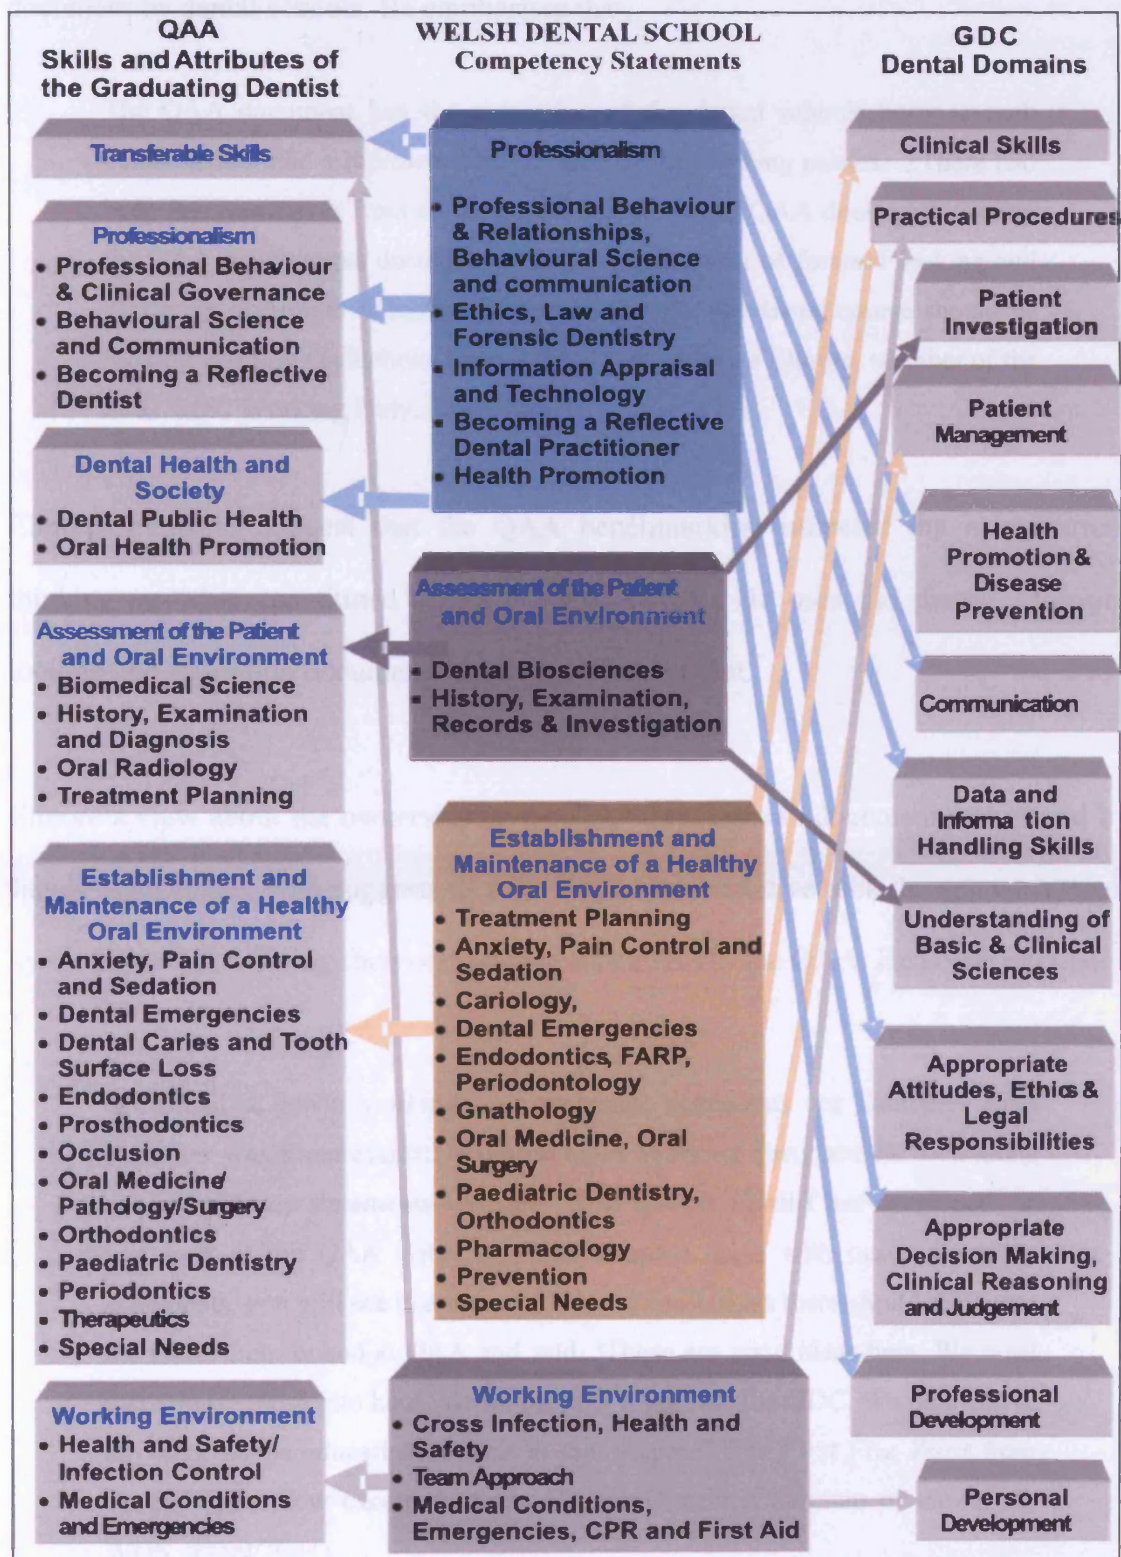 QAA
Skills and Attributes of
the Graduating Dentist
Transferable Skills
Professionalism
• Professional Behaviour
& Clinical Governance
• Behavioural Science
and Communication
• Becoming a Reflective
Dentist
Dental Health and
Society
• Dental Public Health
• Oral Health Promotion
Assessment of the Patient
and Oral Environment
• Biomedical Science
• History, Examination
and Diagnosis
• Oral Radiology
• Treatment Planning
Establishment and
Maintenance of a Healthy
Oral Environment
• Anxiety, Pain Control
and Sedation
• Dental Emergencies
• Dental Caries and Tooth
Surface Loss
• Endodontics
• Prosthodontics
• Occlusion
• Oral Medicine/
Pathology/Surgery
• Orthodontics
• Paediatric Dentistry
• Periodontics
• Therapeutics
• Special Needs
Working Environment
• Health and Safety/
Infection Control
• Medical Conditions
and Emergencies
WELSH DENTAL SCHOOL
Competency Statements
Professionalism
• Professional Behaviour
& Relationships,
Behavioural Science
and communication
• Ethics, Law and
Forensic Dentistry
• Information Appraisal
and Technology
• Becoming a Reflective
Dental Practitioner
• Health Promotion
Assessment of the Patient
and Oral Environment
• Dental Biosciences
• History, Examination,
Records & Investigation
Establishment and
Maintenance of a Healthy
Oral Environment
• Treatment Planning
• Anxiety, Pain Control and
Sedation
• Cariology,
• Dental Emergencies
• Endodontics, FARP,
Periodontology
• Gnathology
• Oral Medicine, Oral
Surgery
• Paediatric Dentistry,
Orthodontics
• Pharmacology
• Prevention
• Special Needs
Working Environment
• Cross Infection, Health and
Safety
• Team Approach
• Medical Conditions,
Emergencies, CPR and First Aid
GDC
Dental Domains
Clinical Skills
Practical Procedures
Patient
Investigation
Patient
Management
Health
Promotion &
Disease
Prevention
Communication
Data and
Information
Handling Skills
Understanding of
Basic & Clinical
Sciences
Appropriate
Attitudes, Ethics &
Legal
Responsibilities
Appropriate
Decision Making,
Clinical Reasoning
and Judgement
Professional
Development
Personal
Development